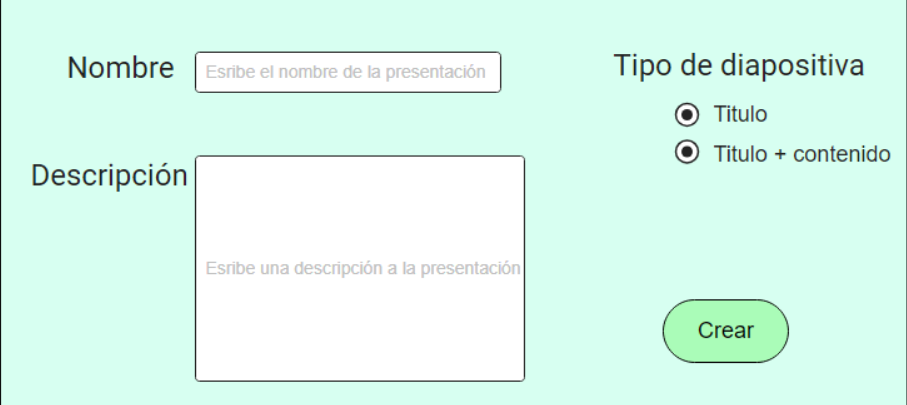 Nombre
Esribe el nombre de la presentación
Descripción
Esribe una descripción a la presentación
Tipo de diapositiva
Titulo
Titulo + contenido
Crear